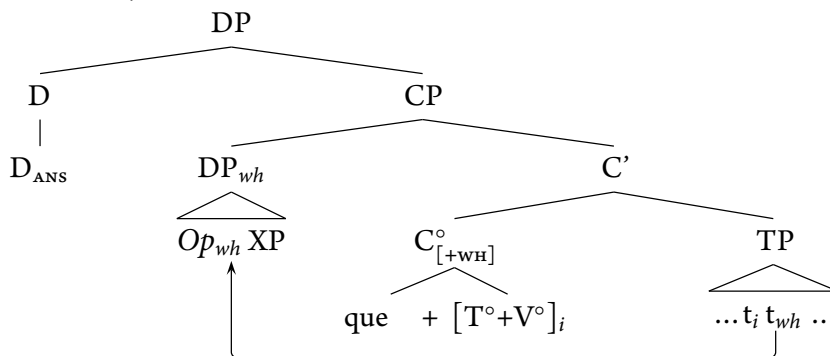 DP
D CP
D_ANS DP_wh C'
Op_wh XP C°_[+WH] TP
que + [T°+V°]_i …t_i t_wh …